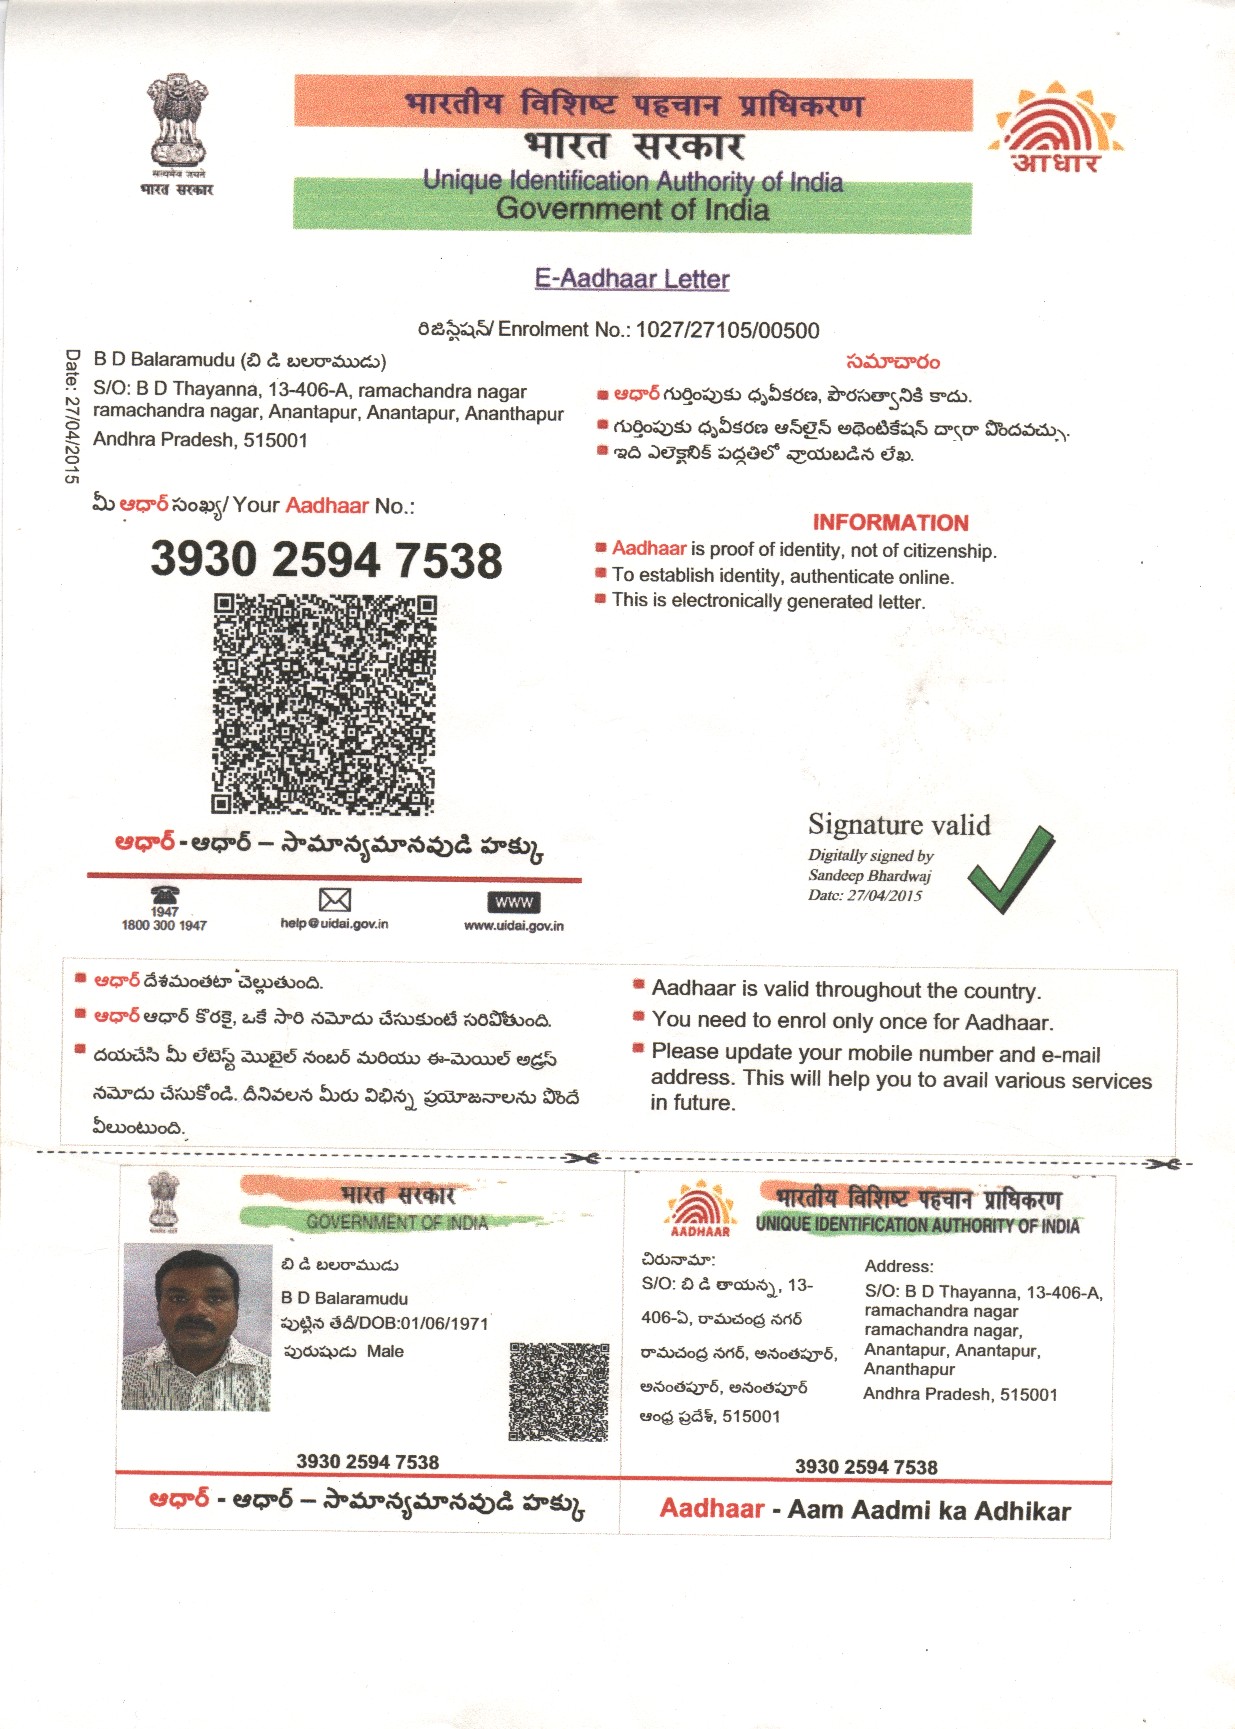 भारतीय विशिष्ट पहचान प्राधिकरण
भारत सरकार
Unique Identification Authority of India
Government of India
सत्यमेव जयते
भारत सरकार
आधार
E-Aadhaar Letter
రిజిస్ట్రేషన్/ Enrolment No.: 1027/27105/00500
Date: 27/04/2015
B D Balaramudu (బి డి బలరాముడు)
S/O: B D Thayanna, 13-406-A, ramachandra nagar
ramachandra nagar, Anantapur, Anantapur, Ananthapur
Andhra Pradesh, 515001
మీ ఆధార్ సంఖ్య/ Your Aadhaar No.:
3930 2594 7538
ఆధార్ -ఆధార్ – సామాన్యమానవుడి హక్కు
1947
1800 300 1947
help@uidai.gov.in
www
www.uidai.gov.in
సమాచారం
ఆధార్ గుర్తింపుకు ధృవీకరణ, పౌరసత్వానికి కాదు.
గుర్తింపుకు ధృవీకరణ ఆన్‌లైన్ అథెంటికేషన్ ద్వారా పొందవచ్చు.
ఇది ఎలెక్ట్రానిక్ పద్ధతిలో వ్రాయబడిన లేఖ.
INFORMATION
Aadhaar is proof of identity, not of citizenship.
To establish identity, authenticate online.
This is electronically generated letter.
Signature valid
Digitally signed by
Sandeep Bhardwaj
Date: 27/04/2015
ఆధార్ దేశమంతటా చెల్లుతుంది.
ఆధార్ ఆధార్ కొరకై, ఒకే సారి నమోదు చేసుకుంటే సరిపోతుంది.
దయచేసి మీ లేటెస్ట్ మొబైల్ నంబర్ మరియు ఈ-మెయిల్ అడ్రస్
నమోదు చేసుకోండి. దీనివలన మీరు విభిన్న ప్రయోజనాలను పొందే
వీలుంటుంది.
Aadhaar is valid throughout the country.
You need to enrol only once for Aadhaar.
Please update your mobile number and e-mail
address. This will help you to avail various services
in future.
भारत सरकार
GOVERNMENT OF INDIA
బి డి బలరాముడు
B D Balaramudu
పుట్టిన తేదీ/DOB:01/06/1971
పురుషుడు Male
3930 2594 7538
ఆధార్ - ఆధార్ – సామాన్యమానవుడి హక్కు
AADHAAR
भारतीय विशिष्ट पहचान प्राधिकरण
UNIQUE IDENTIFICATION AUTHORITY OF INDIA
చిరునామా:
S/O: బి డి తాయన్న, 13-
406-ఏ, రామచంద్ర నగర్
రామచంద్ర నగర్, అనంతపూర్,
అనంతపూర్, అనంతపూర్
ఆంధ్ర ప్రదేశ్, 515001
Address:
S/O: B D Thayanna, 13-406-A,
ramachandra nagar
ramachandra nagar,
Anantapur, Anantapur,
Ananthapur
Andhra Pradesh, 515001
3930 2594 7538
Aadhaar - Aam Aadmi ka Adhikar